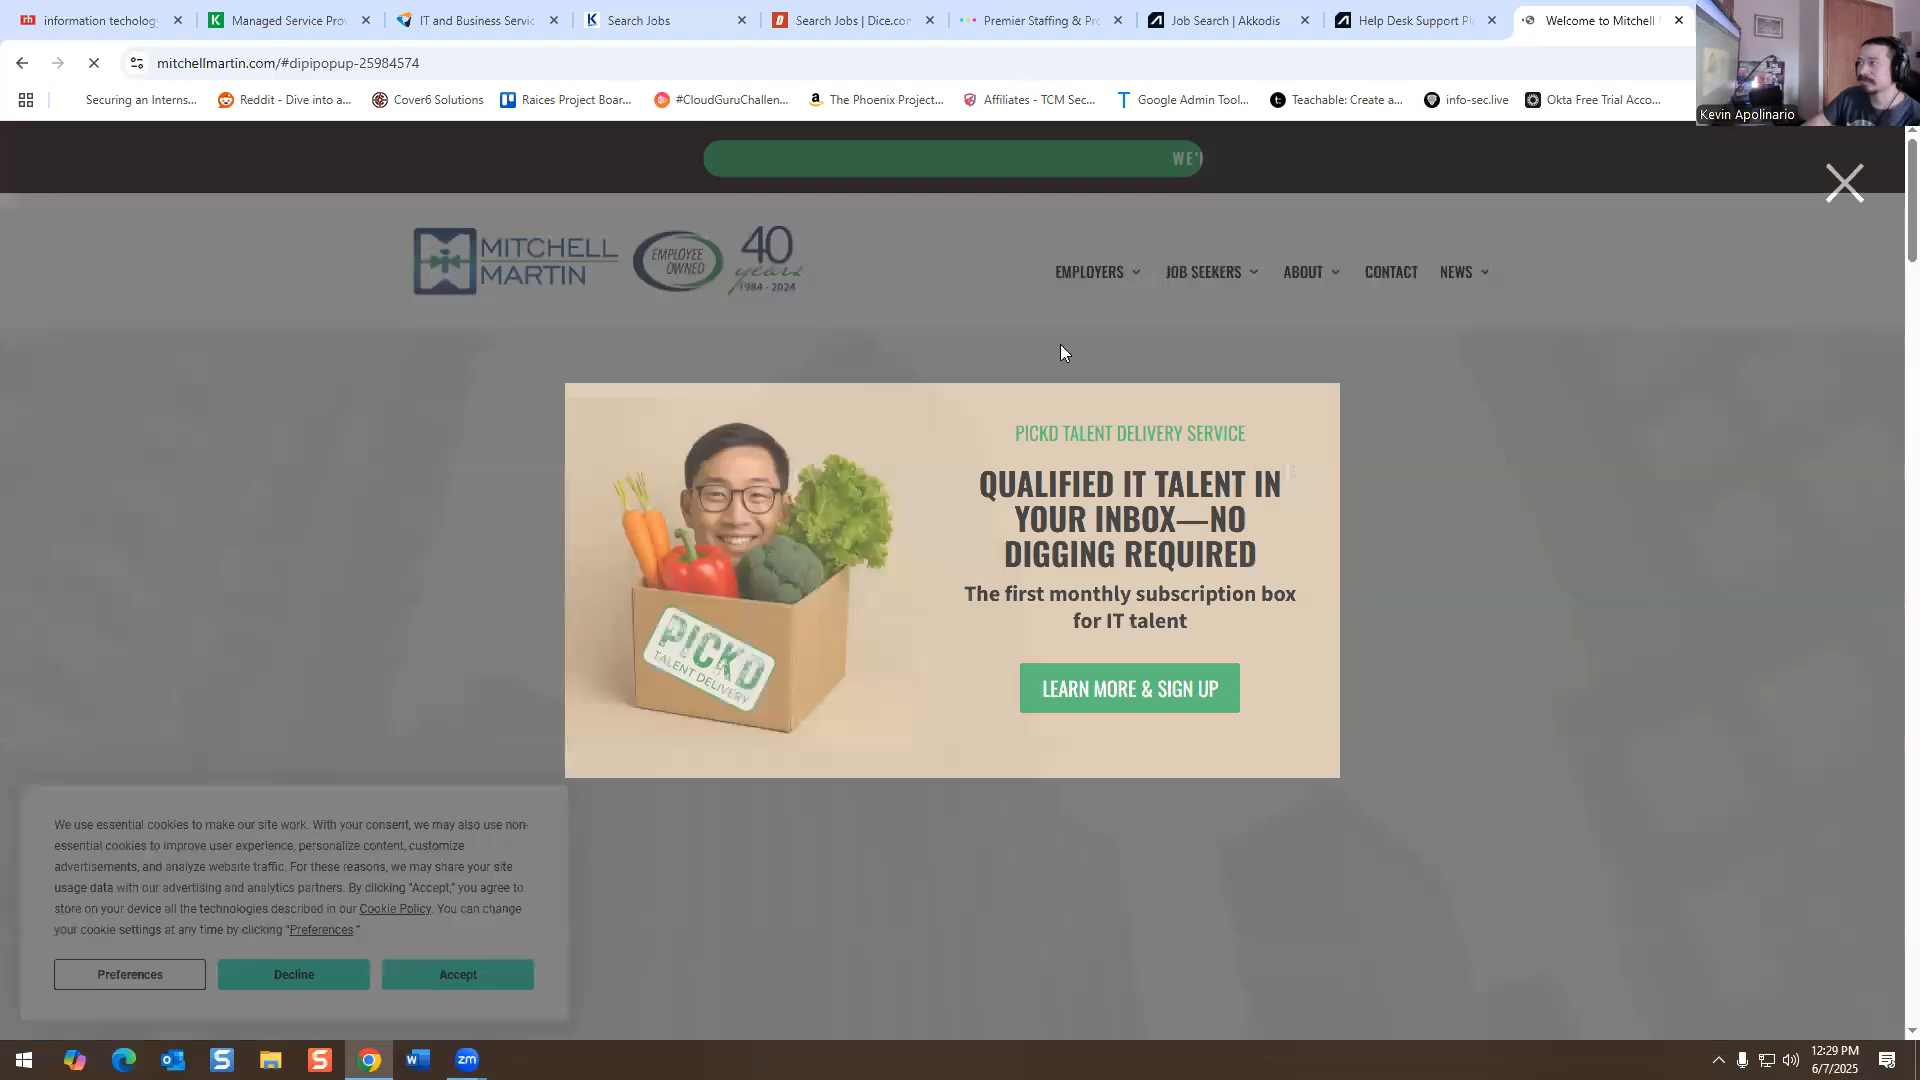 information techology
Managed Service Prov
IT and Business Servic
Search Jobs
Search Jobs | Dice.com
Premier Staffing & Pr
Job Search | Akkodis
Help Desk Support Pl
Welcome to Mitchell
mitchellmartin.com/#dipipopup-25984574
Securing an Interns...
Reddit - Dive into a...
Cover6 Solutions
Raices Project Boar...
#CloudGuruChallen...
The Phoenix Project...
Affiliates - TCM Sec...
Google Admin Tool...
Teachable: Create a...
info-sec.live
Okta Free Trial Acco...
Kevin Apolinario
WE'
MITCHELL
MARTIN
EMPLOYEE
OWNED
40
years
1984 - 2024
EMPLOYERS
JOB SEEKERS
ABOUT
CONTACT
NEWS
PICKD TALENT DELIVERY SERVICE
QUALIFIED IT TALENT IN
YOUR INBOX—NO
DIGGING REQUIRED
The first monthly subscription box
for IT talent
LEARN MORE & SIGN UP
PICKD
TALENT DELIVERY
We use essential cookies to make our site work. With your consent, we may also use non-
essential cookies to improve user experience, personalize content, customize
advertisements, and analyze website traffic. For these reasons, we may share your site
usage data with our advertising and analytics partners. By clicking "Accept," you agree to
store on your device all the technologies described in our Cookie Policy. You can change
your cookie settings at any time by clicking "Preferences."
Preferences
Decline
Accept
12:29 PM
6/7/2025